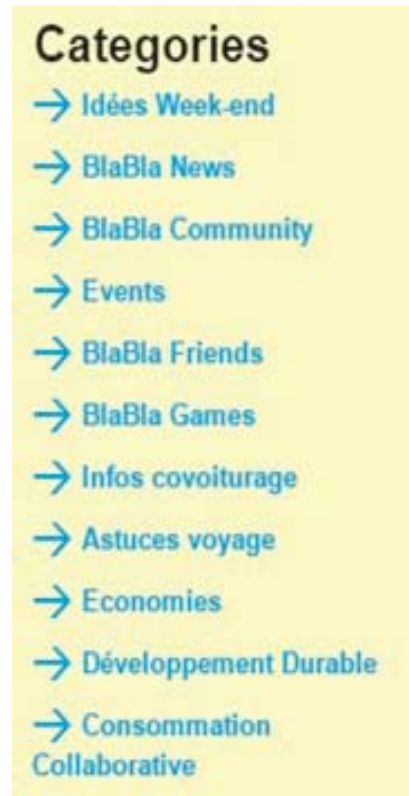 Categories
→ Idées Week-end
→ BlaBla News
→ BlaBla Community
→ Events
→ BlaBla Friends
→ BlaBla Games
→ Infos covoiturage
→ Astuces voyage
→ Economies
→ Développement Durable
→ Consommation
Collaborative